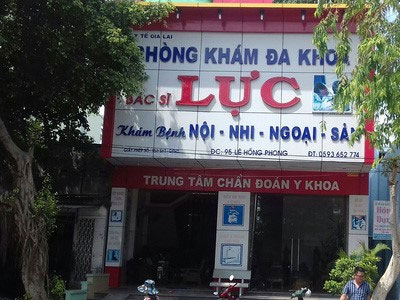 Y TẾ GIA LAI
PHÒNG KHÁM ĐA KHOA
BÁC SĨ LỰC
Khám Bệnh NỘI - NHI - NGOẠI - SẢN
ĐC: 95 LÊ HỒNG PHONG
ĐT: 0593 652 774
TRUNG TÂM CHẨN ĐOÁN Y KHOA